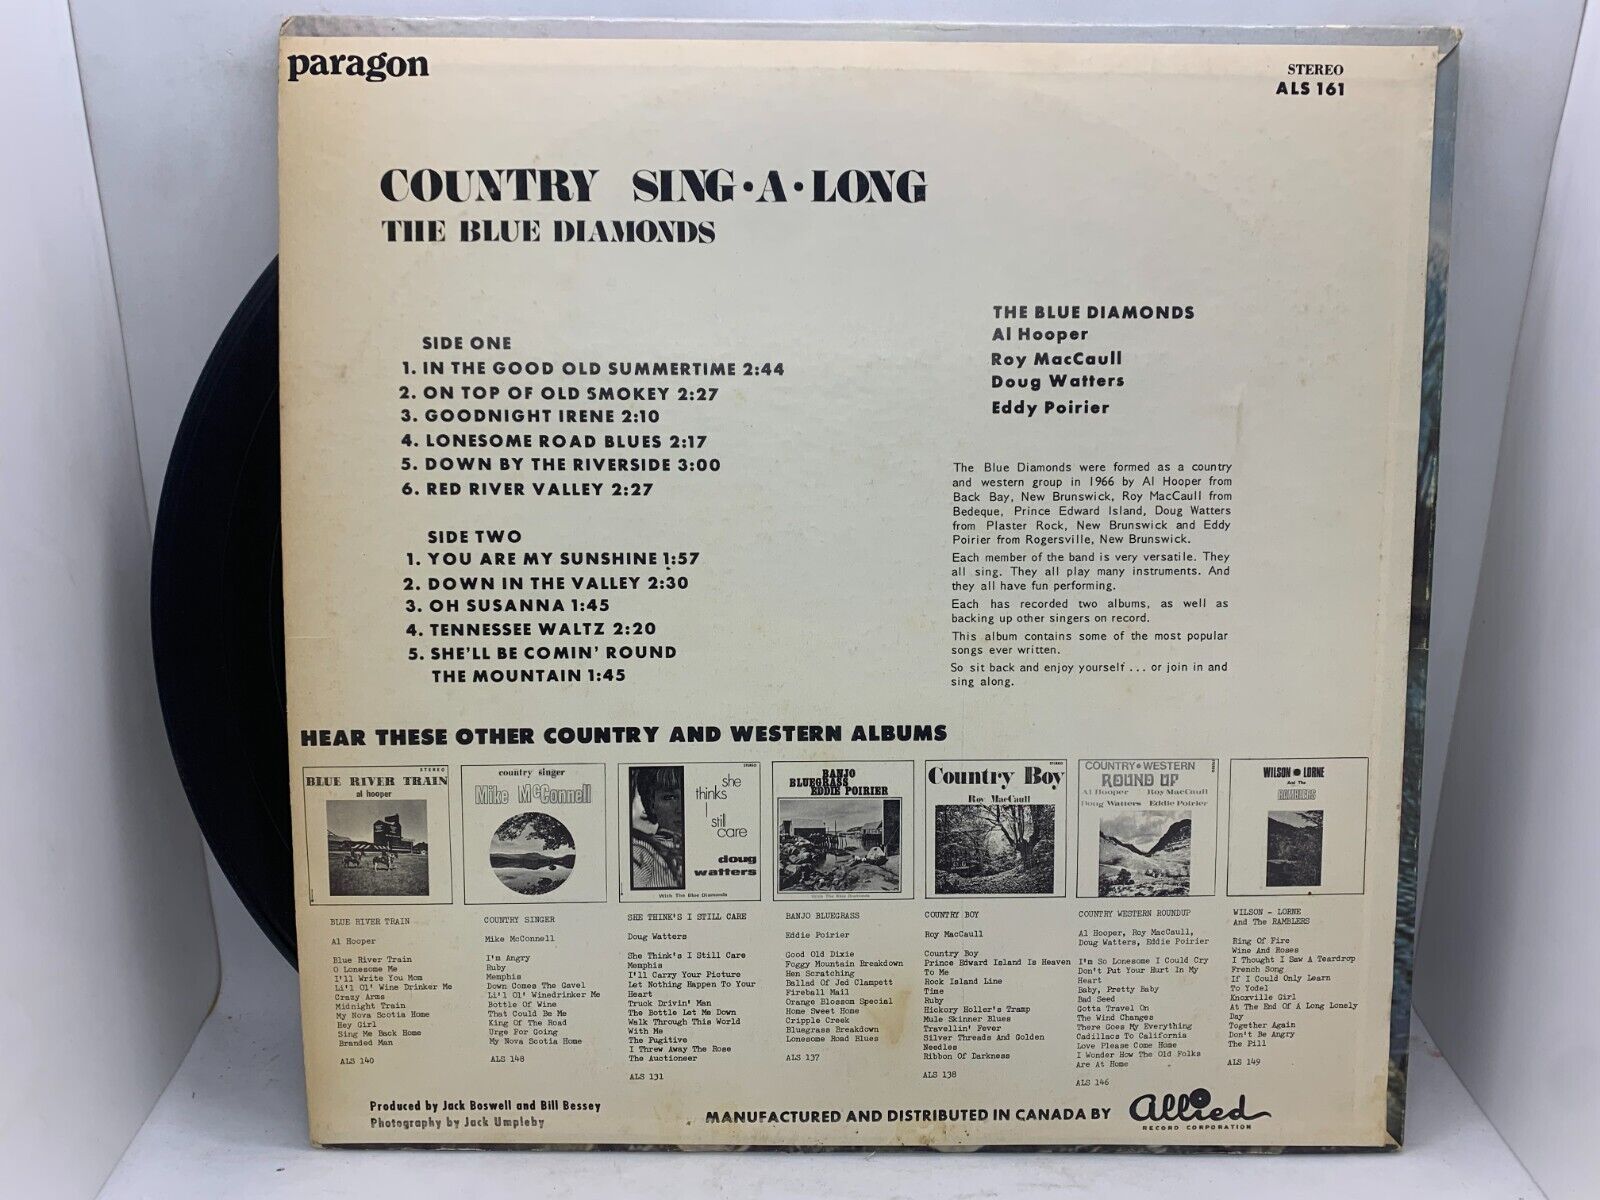 paragon
STEREO
ALS 161
COUNTRY SING•A•LONG
THE BLUE DIAMONDS
SIDE ONE
1. IN THE GOOD OLD SUMMERTIME 2:44
2. ON TOP OF OLD SMOKEY 2:27
3. GOODNIGHT IRENE 2:10
4. LONESOME ROAD BLUES 2:17
5. DOWN BY THE RIVERSIDE 3:00
6. RED RIVER VALLEY 2:27
SIDE TWO
1. YOU ARE MY SUNSHINE 1:57
2. DOWN IN THE VALLEY 2:30
3. OH SUSANNA 1:45
4. TENNESSEE WALTZ 2:20
5. SHE'LL BE COMIN' ROUND
THE MOUNTAIN 1:45
THE BLUE DIAMONDS
Al Hooper
Roy MacCaull
Doug Watters
Eddy Poirier
The Blue Diamonds were formed as a country
and western group in 1966 by Al Hooper from
Back Bay, New Brunswick, Roy MacCaull from
Bedeque, Prince Edward Island, Doug Watters
from Plaster Rock, New Brunswick and Eddy
Poirier from Rogersville, New Brunswick.
Each member of the band is very versatile. They
all sing. They all play many instruments. And
they all have fun performing.
Each has recorded two albums, as well as
backing up other singers on record.
This album contains some of the most popular
songs ever written.
So sit back and enjoy yourself ... or join in and
sing along.
HEAR THESE OTHER COUNTRY AND WESTERN ALBUMS
STEREO
BLUE RIVER TRAIN
al hooper
BLUE RIVER TRAIN
Al Hooper
Blue River Train
O Lonesome Me
I'll Write You Mom
Li'l Ol' Wine Drinker Me
Crazy Arms
Midnight Train
My Nova Scotia Home
Hey Girl
Sing Me Back Home
Branded Man
ALS 140
country singer
Mike McConnell
COUNTRY SINGER
Mike McConnell
I'm Angry
Ruby
Memphis
Down Comes The Gavel
Li'l Ol' Winedrinker Me
Bottle Of Wine
That Could Be Me
King Of The Road
Urge For Going
My Nova Scotia Home
ALS 148
STEREO
she
thinks
I
still
care
doug
watters
With The Blue Diamonds
SHE THINK'S I STILL CARE
Doug Watters
She Think's I Still Care
Memphis
I'll Carry Your Picture
Let Nothing Happen To Your
Heart
Truck Drivin' Man
The Bottle Let Me Down
Walk Through This World
With Me
The Fugitive
I Threw Away The Rose
The Auctioneer
ALS 131
BANJO
BLUEGRASS
EDDIE POIRIER
With The Blue Diamonds
BANJO BLUEGRASS
Eddie Poirier
Good Old Dixie
Foggy Mountain Breakdown
Hen Scratching
Ballad Of Jed Clampett
Fireball Mail
Orange Blossom Special
Home Sweet Home
Cripple Creek
Bluegrass Breakdown
Lonesome Road Blues
ALS 137
Country Boy
Roy MacCaull
COUNTRY BOY
Roy MacCaull
Country Boy
Prince Edward Island Is Heaven
To Me
Rock Island Line
Time
Ruby
Hickory Holler's Tramp
Mule Skinner Blues
Travellin' Fever
Silver Threads And Golden
Needles
Ribbon Of Darkness
ALS 138
COUNTRY•WESTERN
ROUND UP
Al Hooper Roy MacCaull
Doug Watters Eddie Poirier
COUNTRY WESTERN ROUNDUP
Al Hooper, Roy MacCaull,
Doug Watters, Eddie Poirier
I'm So Lonesome I Could Cry
Don't Put Your Hurt In My
Heart
Baby, Pretty Baby
Bad Seed
Gotta Travel On
The Wind Changes
There Goes My Everything
Cadillacs To California
Love Please Come Home
I Wonder How The Old Folks
Are At Home
ALS 146
WILSON • LORNE
And The
RAMBLERS
WILSON - LORNE
And The RAMBLERS
Ring Of Fire
Wine And Roses
I Thought I Saw A Teardrop
French Song
If I Could Only Learn
To Yodel
Knoxville Girl
At The End Of A Long Lonely
Day
Together Again
Don't Be Angry
The Pill
ALS 149
Produced by Jack Boswell and Bill Bessey
Photography by Jack Umpleby
MANUFACTURED AND DISTRIBUTED IN CANADA BY
allied
RECORD CORPORATION